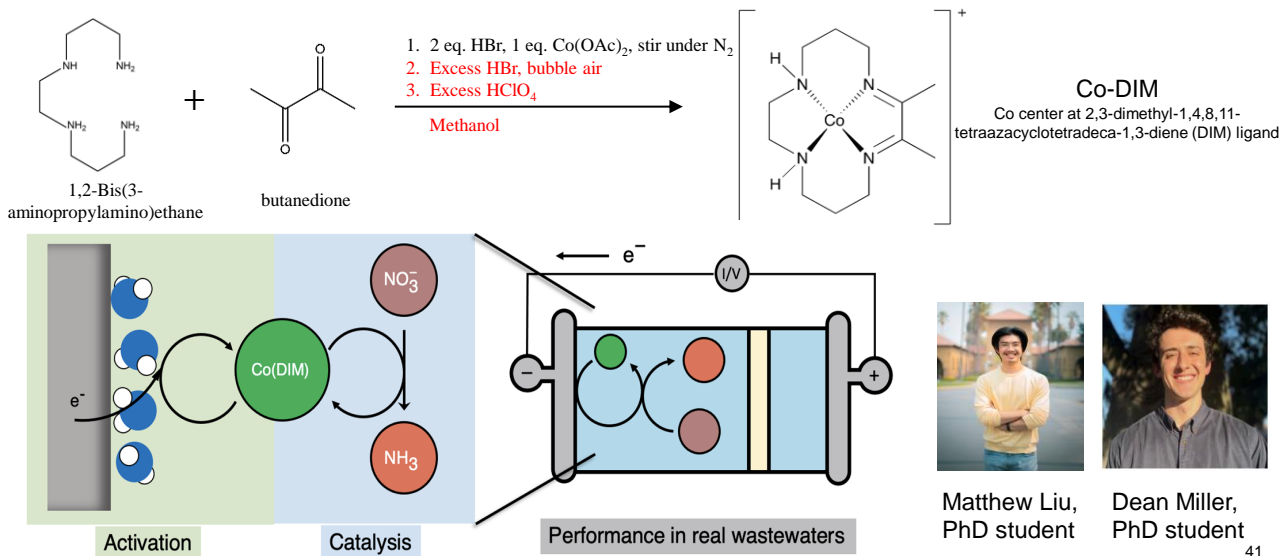 NH
NH₂
NH₂
NH₂
1,2-Bis(3-
aminopropylamino)ethane
+
O
O
butanedione
1. 2 eq. HBr, 1 eq. Co(OAc)₂, stir under N₂
2. Excess HBr, bubble air
3. Excess HClO₄
Methanol
+
H
N
N
Co
N
N
H
Co-DIM
Co center at 2,3-dimethyl-1,4,8,11-
tetraazacyclotetradeca-1,3-diene (DIM) ligand
e⁻
Co(DIM)
NO₃⁻
NH₃
Activation
Catalysis
e⁻
I/V
−
+
Performance in real wastewaters
Matthew Liu,
PhD student
Dean Miller,
PhD student
41